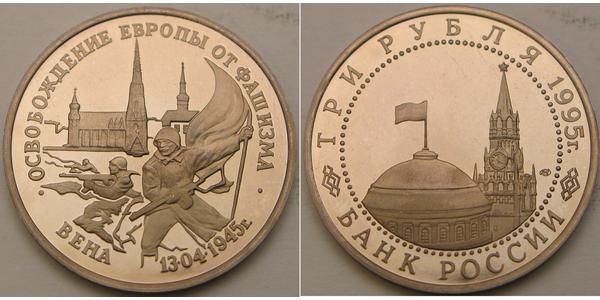 ОСВОБОЖДЕНИЕ ЕВРОПЫ ОТ ФАШИЗМА
ВЕНА 13·04·1945г.
ТРИ РУБЛЯ 1995г.
БАНК РОССИИ